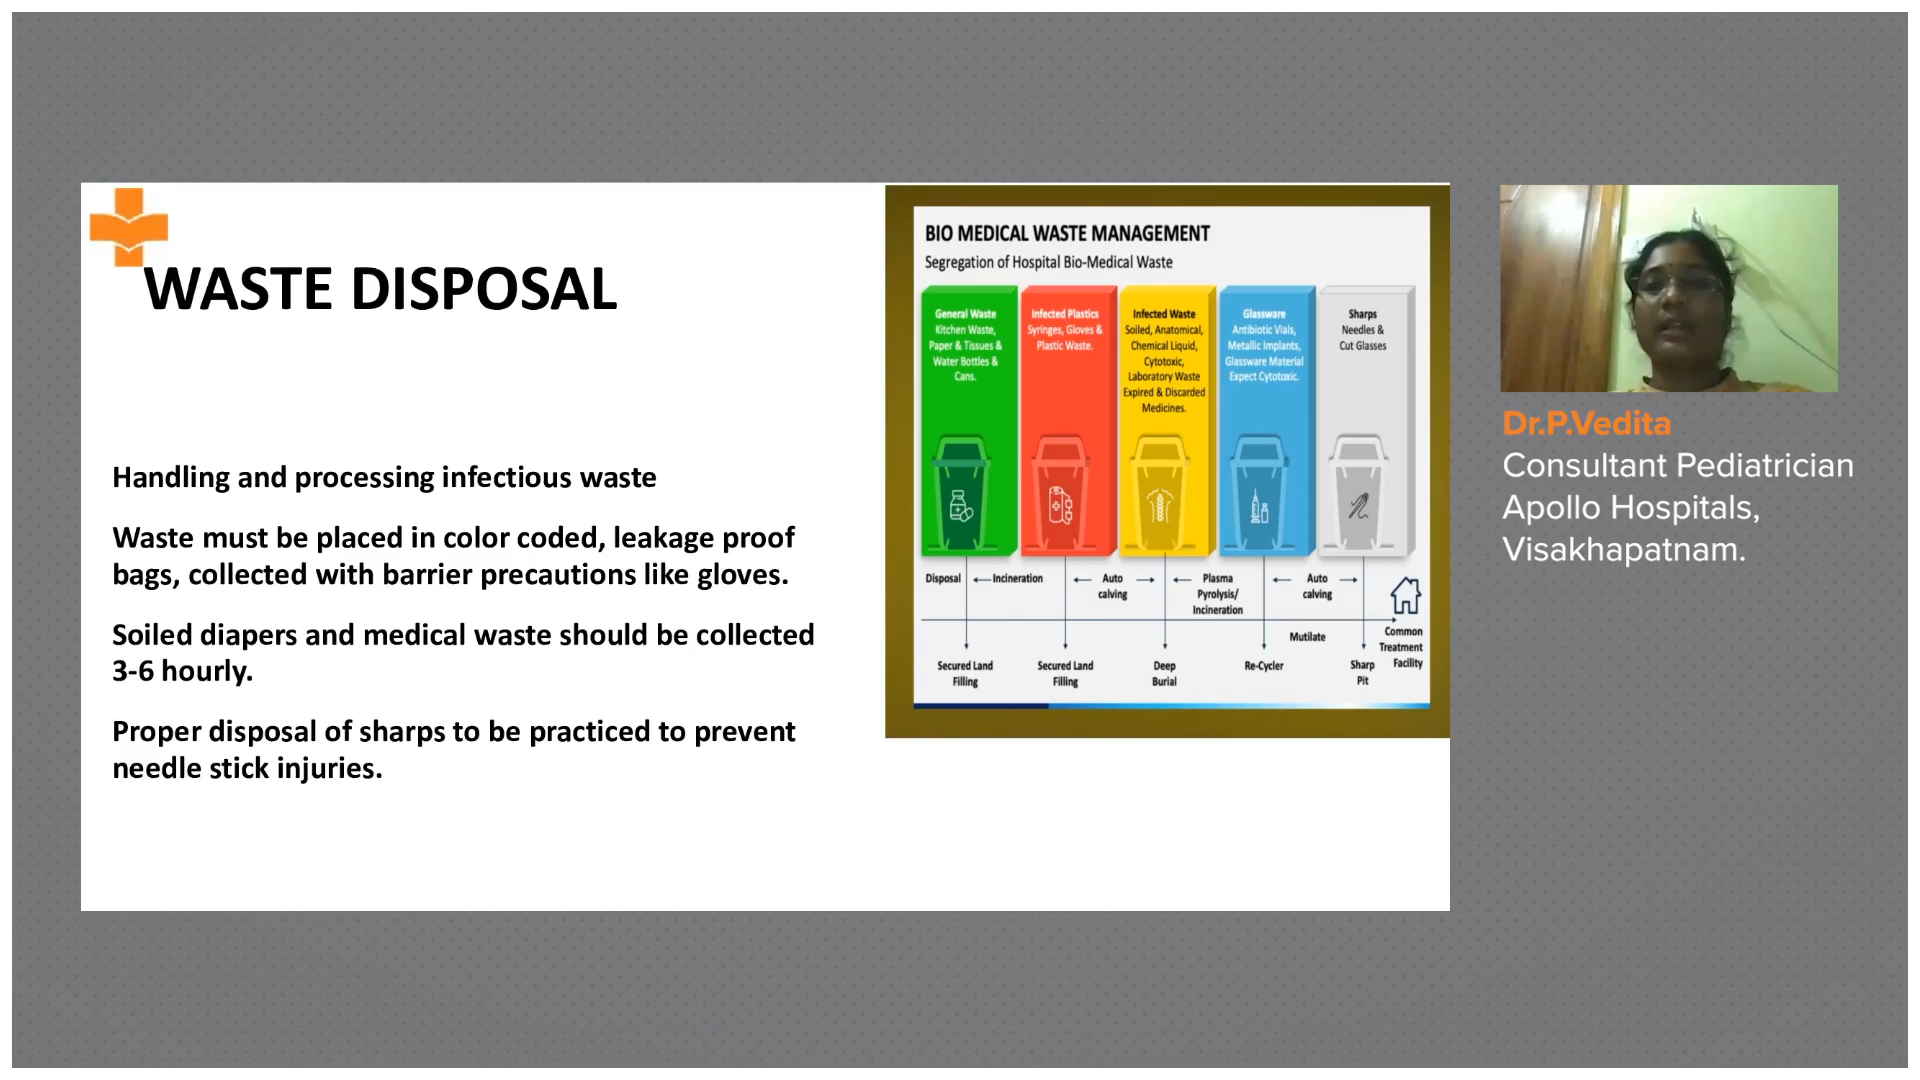 WASTE DISPOSAL
Handling and processing infectious waste
Waste must be placed in color coded, leakage proof
bags, collected with barrier precautions like gloves.
Soiled diapers and medical waste should be collected
3-6 hourly.
Proper disposal of sharps to be practiced to prevent
needle stick injuries.
BIO MEDICAL WASTE MANAGEMENT
Segregation of Hospital Bio-Medical Waste
General Waste
Kitchen Waste,
Paper & Tissues &
Water Bottles &
Cans.
Infected Plastics
Syringes, Gloves &
Plastic Waste.
Infected Waste
Soiled, Anatomical,
Chemical Liquid,
Cytotoxic,
Laboratory Waste
Expired & Discarded
Medicines.
Glassware
Antibiotic Vials,
Metallic Implants,
Glassware Material
Expect Cytotoxic.
Sharps
Needles &
Cut Glasses
Disposal
Incineration
Auto
calving
Plasma
Pyrolysis/
Incineration
Auto
calving
Mutilate
Common
Treatment
Facility
Secured Land
Filling
Secured Land
Filling
Deep
Burial
Re-Cycler
Sharp
Pit
Dr.P.Vedita
Consultant Pediatrician
Apollo Hospitals,
Visakhapatnam.